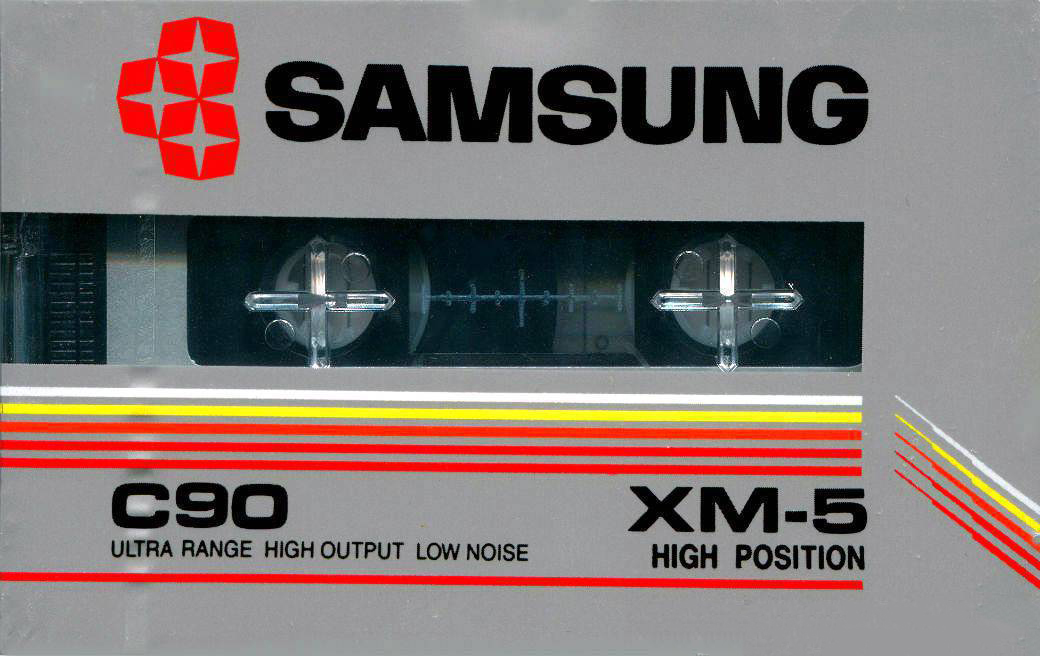 SAMSUNG
C90
ULTRA RANGE HIGH OUTPUT LOW NOISE
XM-5
HIGH POSITION